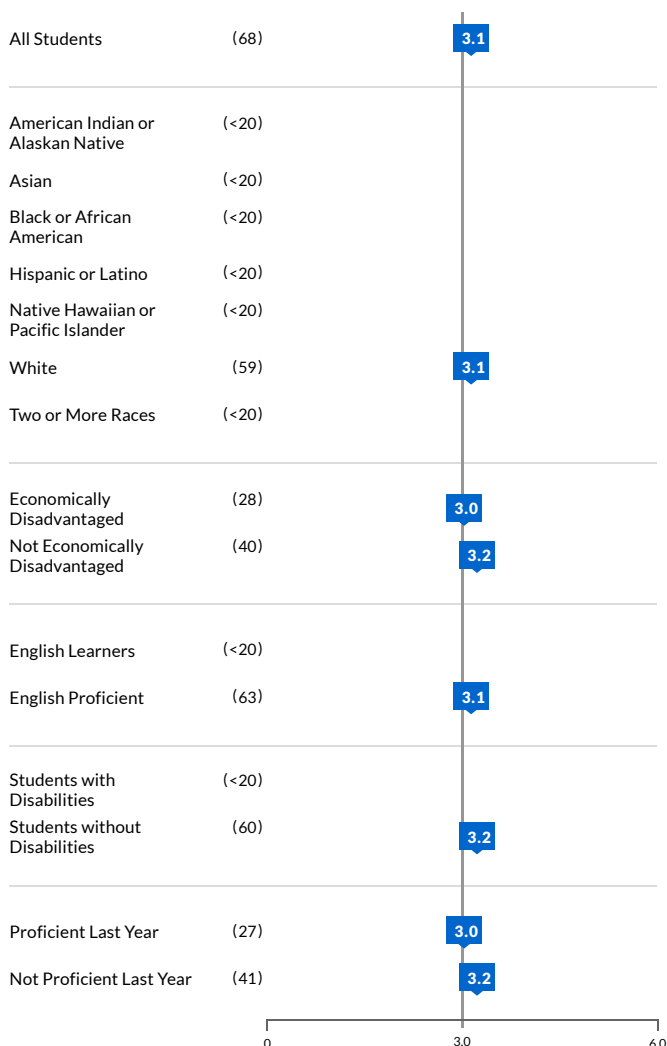 All Students (68) 3.1
American Indian or (<20)
Alaskan Native
Asian (<20)
Black or African (<20)
American
Hispanic or Latino (<20)
Native Hawaiian or (<20)
Pacific Islander
White (59) 3.1
Two or More Races (<20)
Economically (28) 3.0
Disadvantaged
Not Economically (40) 3.2
Disadvantaged
English Learners (<20)
English Proficient (63) 3.1
Students with (<20)
Disabilities
Students without (60) 3.2
Disabilities
Proficient Last Year (27) 3.0
Not Proficient Last Year (41) 3.2
0 3.0 6.0